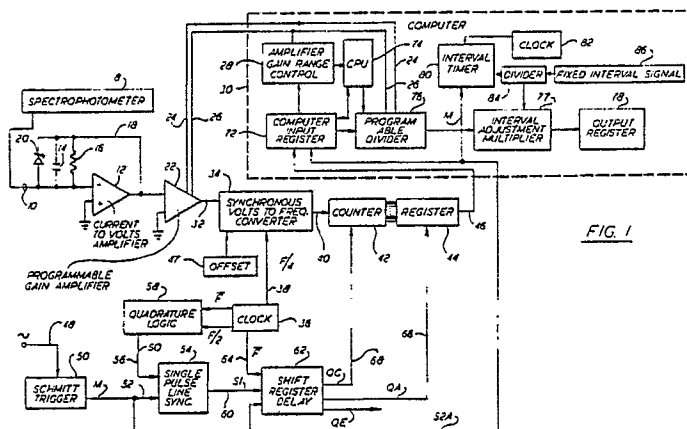 COMPUTER
AMPLIFIER
GAIN RANGE
CONTROL
28
30
CPU
74
24
26
76
INTERVAL
TIMER
80
CLOCK
82
86
DIVIDER
84
FIXED INTERVAL SIGNAL
77
78
72
COMPUTER
INPUT
REGISTER
PROGRAM
ABLE
DIVIDER
M
INTERVAL
ADJUSTMENT
MULTIPLIER
OUTPUT
REGISTER
8
SPECTROPHOTOMETER
24
26
18
20
14
16
12
10
CURRENT
TO VOLTS
AMPLIFIER
22
32
PROGRAMMABLE
GAIN AMPLIFIER
34
SYNCHRONOUS
VOLTS TO FREQ.
CONVERTER
40
COUNTER
42
REGISTER
44
46
47
OFFSET
F/4
38
FIG. 1
58
QUADRATURE
LOGIC
F
F/2
CLOCK
36
48
50
SCHMITT
TRIGGER
M
52
56
50
54
SINGLE
PULSE
LINE
SYNC.
S1
60
64
F
62
SHIFT
REGISTER
DELAY
QC
68
QA
66
QE
52A